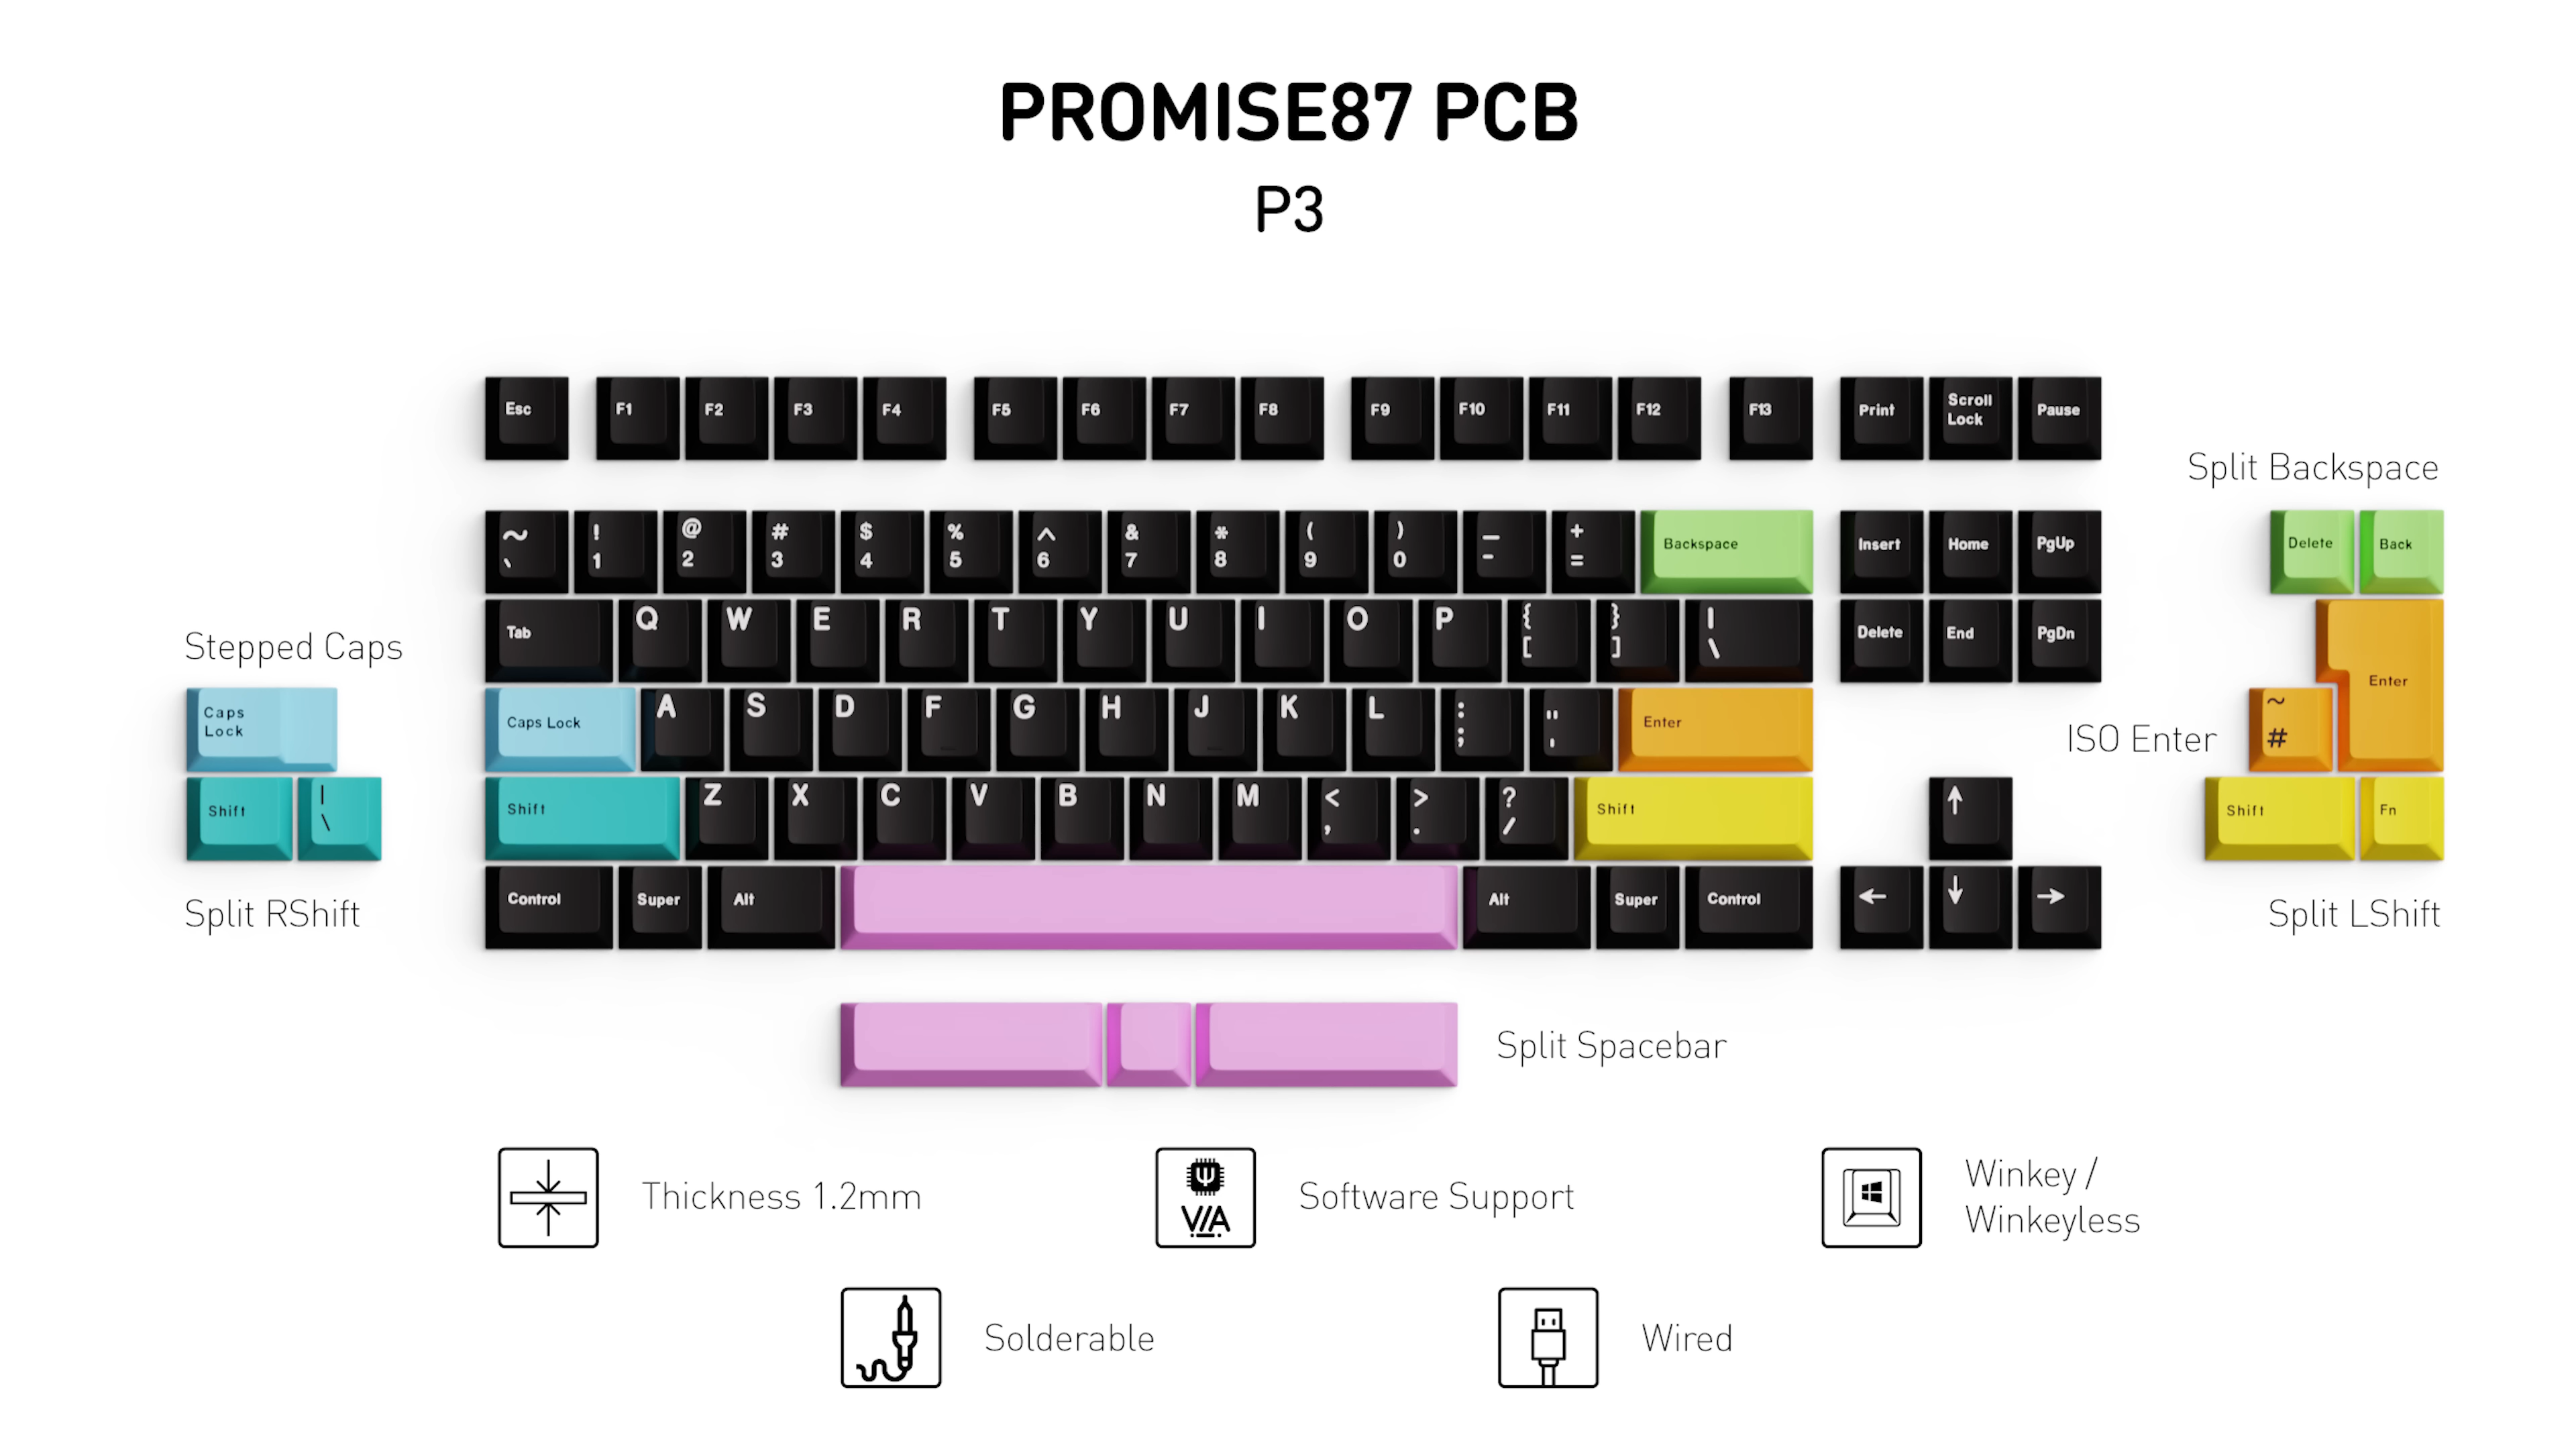 PROMISE87 PCB
P3
Esc F1 F2 F3 F4 F5 F6 F7 F8 F9 F10 F11 F12 F13 Print Scroll Lock Pause
Split Backspace
~ ! @ # $ % ^ & * ( ) _ +
` 1 2 3 4 5 6 7 8 9 0 - = Backspace Insert Home PgUp Delete Back
Tab Q W E R T Y U I O P { [ } ] | \ Delete End PgDn
Stepped Caps
Caps Lock Caps Lock A S D F G H J K L : ; " ' Enter ~ # Enter
ISO Enter
Shift | \ Shift Z X C V B N M < , > . ? / Shift ↑ Shift Fn
Split RShift
Control Super Alt Alt Super Control ← ↓ →
Split LShift
Split Spacebar
Thickness 1.2mm
VIA
Software Support
Winkey /
Winkeyless
Solderable
Wired